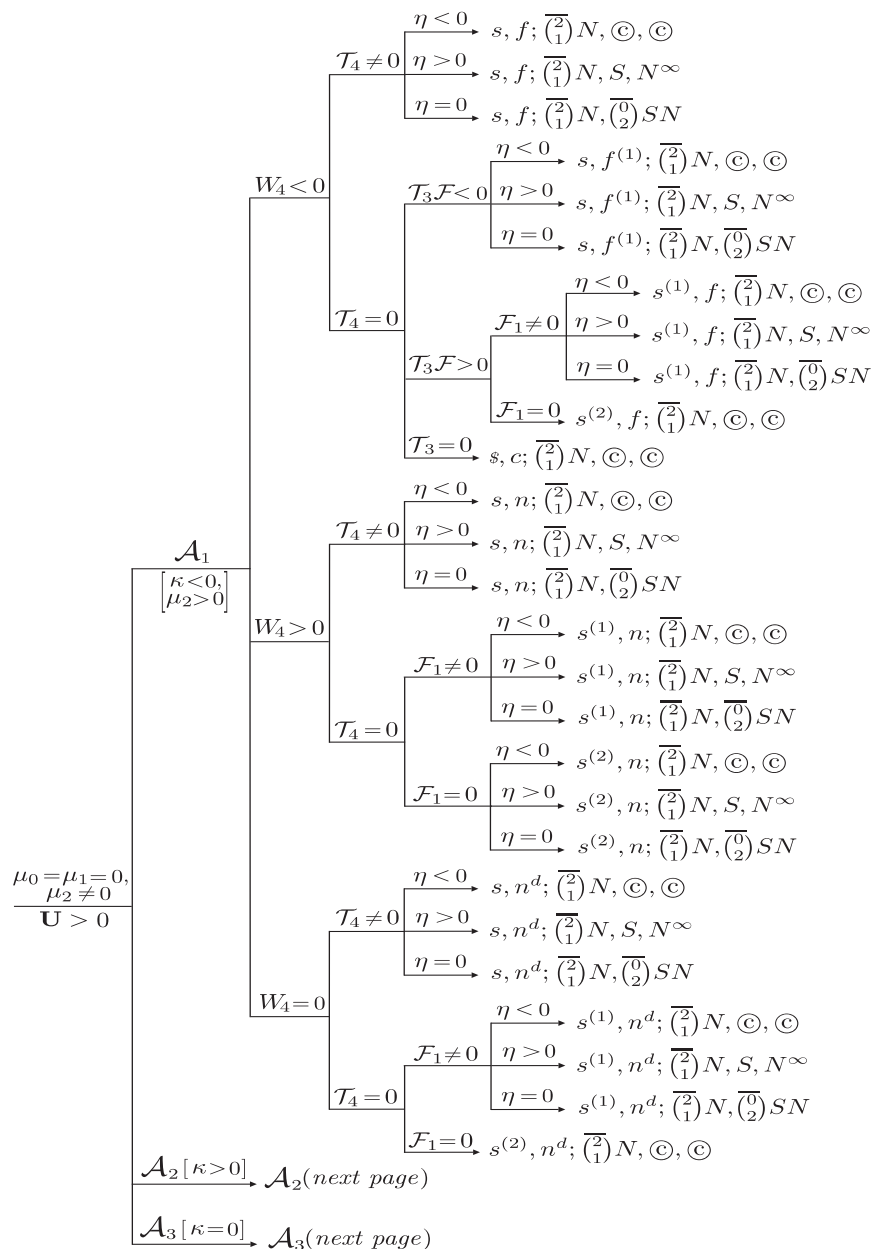 η<0 s, f; \overline{\binom{2}{1}}N, ©, ©
𝒯₄≠0 η>0 s, f; \overline{\binom{2}{1}}N, S, N^∞
η=0 s, f; \overline{\binom{2}{1}}N, \overline{\binom{0}{2}}SN
η<0 s, f^{(1)}; \overline{\binom{2}{1}}N, ©, ©
W₄<0 𝒯₃ℱ<0 η>0 s, f^{(1)}; \overline{\binom{2}{1}}N, S, N^∞
η=0 s, f^{(1)}; \overline{\binom{2}{1}}N, \overline{\binom{0}{2}}SN
η<0 s^{(1)}, f; \overline{\binom{2}{1}}N, ©, ©
𝒯₄=0 ℱ₁≠0 η>0 s^{(1)}, f; \overline{\binom{2}{1}}N, S, N^∞
𝒯₃ℱ>0 η=0 s^{(1)}, f; \overline{\binom{2}{1}}N, \overline{\binom{0}{2}}SN
ℱ₁=0 s^{(2)}, f; \overline{\binom{2}{1}}N, ©, ©
𝒯₃=0 $, c; \overline{\binom{2}{1}}N, ©, ©
η<0 s, n; \overline{\binom{2}{1}}N, ©, ©
𝒜₁ 𝒯₄≠0 η>0 s, n; \overline{\binom{2}{1}}N, S, N^∞
[κ<0, μ₂>0] η=0 s, n; \overline{\binom{2}{1}}N, \overline{\binom{0}{2}}SN
W₄>0 η<0 s^{(1)}, n; \overline{\binom{2}{1}}N, ©, ©
ℱ₁≠0 η>0 s^{(1)}, n; \overline{\binom{2}{1}}N, S, N^∞
𝒯₄=0 η=0 s^{(1)}, n; \overline{\binom{2}{1}}N, \overline{\binom{0}{2}}SN
η<0 s^{(2)}, n; \overline{\binom{2}{1}}N, ©, ©
ℱ₁=0 η>0 s^{(2)}, n; \overline{\binom{2}{1}}N, S, N^∞
η=0 s^{(2)}, n; \overline{\binom{2}{1}}N, \overline{\binom{0}{2}}SN
μ₀=μ₁=0, η<0 s, n^d; \overline{\binom{2}{1}}N, ©, ©
μ₂≠0
U>0 𝒯₄≠0 η>0 s, n^d; \overline{\binom{2}{1}}N, S, N^∞
η=0 s, n^d; \overline{\binom{2}{1}}N, \overline{\binom{0}{2}}SN
W₄=0 η<0 s^{(1)}, n^d; \overline{\binom{2}{1}}N, ©, ©
ℱ₁≠0 η>0 s^{(1)}, n^d; \overline{\binom{2}{1}}N, S, N^∞
𝒯₄=0 η=0 s^{(1)}, n^d; \overline{\binom{2}{1}}N, \overline{\binom{0}{2}}SN
ℱ₁=0 s^{(2)}, n^d; \overline{\binom{2}{1}}N, ©, ©
𝒜₂ [κ>0] 𝒜₂(next page)
𝒜₃ [κ=0] 𝒜₃(next page)